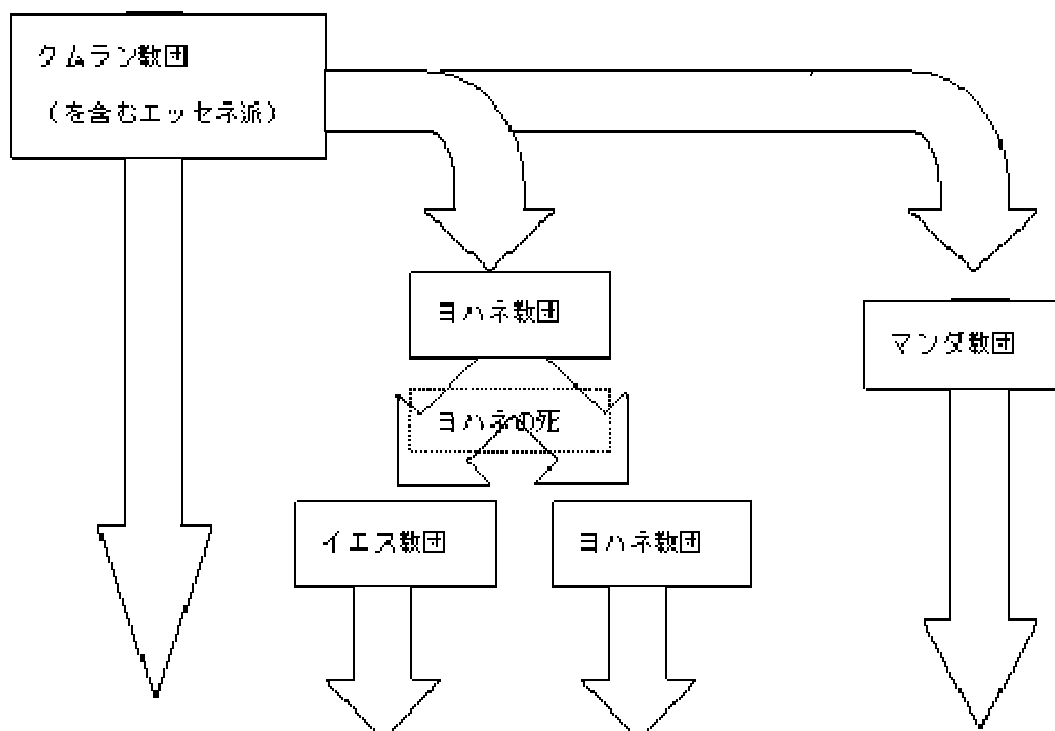 クムラン教団
（を含むエッセネ派）
ヨハネ教団
マンダ教団
ヨハネの死
イエス教団
ヨハネ教団